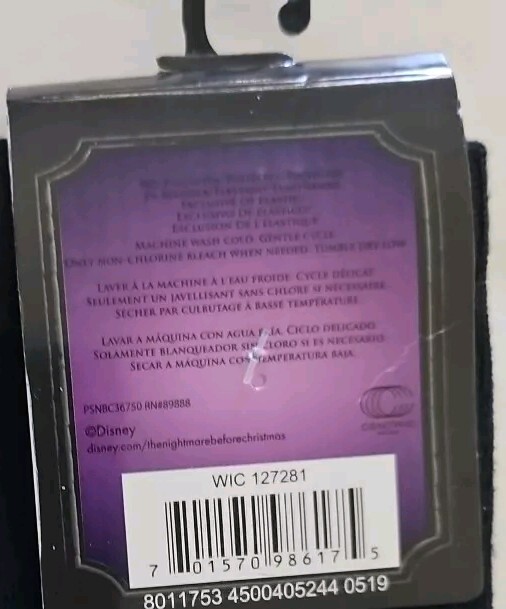 EXCLUSIVE OF ELASTIC
EXCLUSIVO DE ELÁSTICO
EXCLUSION DE L'ÉLASTIQUE
MACHINE WASH COLD. GENTLE CYCLE
ONLY NON-CHLORINE BLEACH WHEN NEEDED. TUMBLE DRY LOW
LAVER À LA MACHINE À L'EAU FROIDE. CYCLE DÉLICAT
SEULEMENT UN JAVELLISANT SANS CHLORE SI NÉCESSAIRE.
SÉCHER PAR CULBUTAGE À BASSE TEMPÉRATURE.
LAVAR A MÁQUINA CON AGUA FRÍA. CICLO DELICADO.
SOLAMENTE BLANQUEADOR SIN CLORO SI ES NECESARIO.
SECAR A MÁQUINA CON TEMPERATURA BAJA.
PSNBC36750 RN#89888
©Disney
disney.com/thenightmarebeforechristmas
WIC 127281
7 01570 98617 5
8011753 4500405244 0519